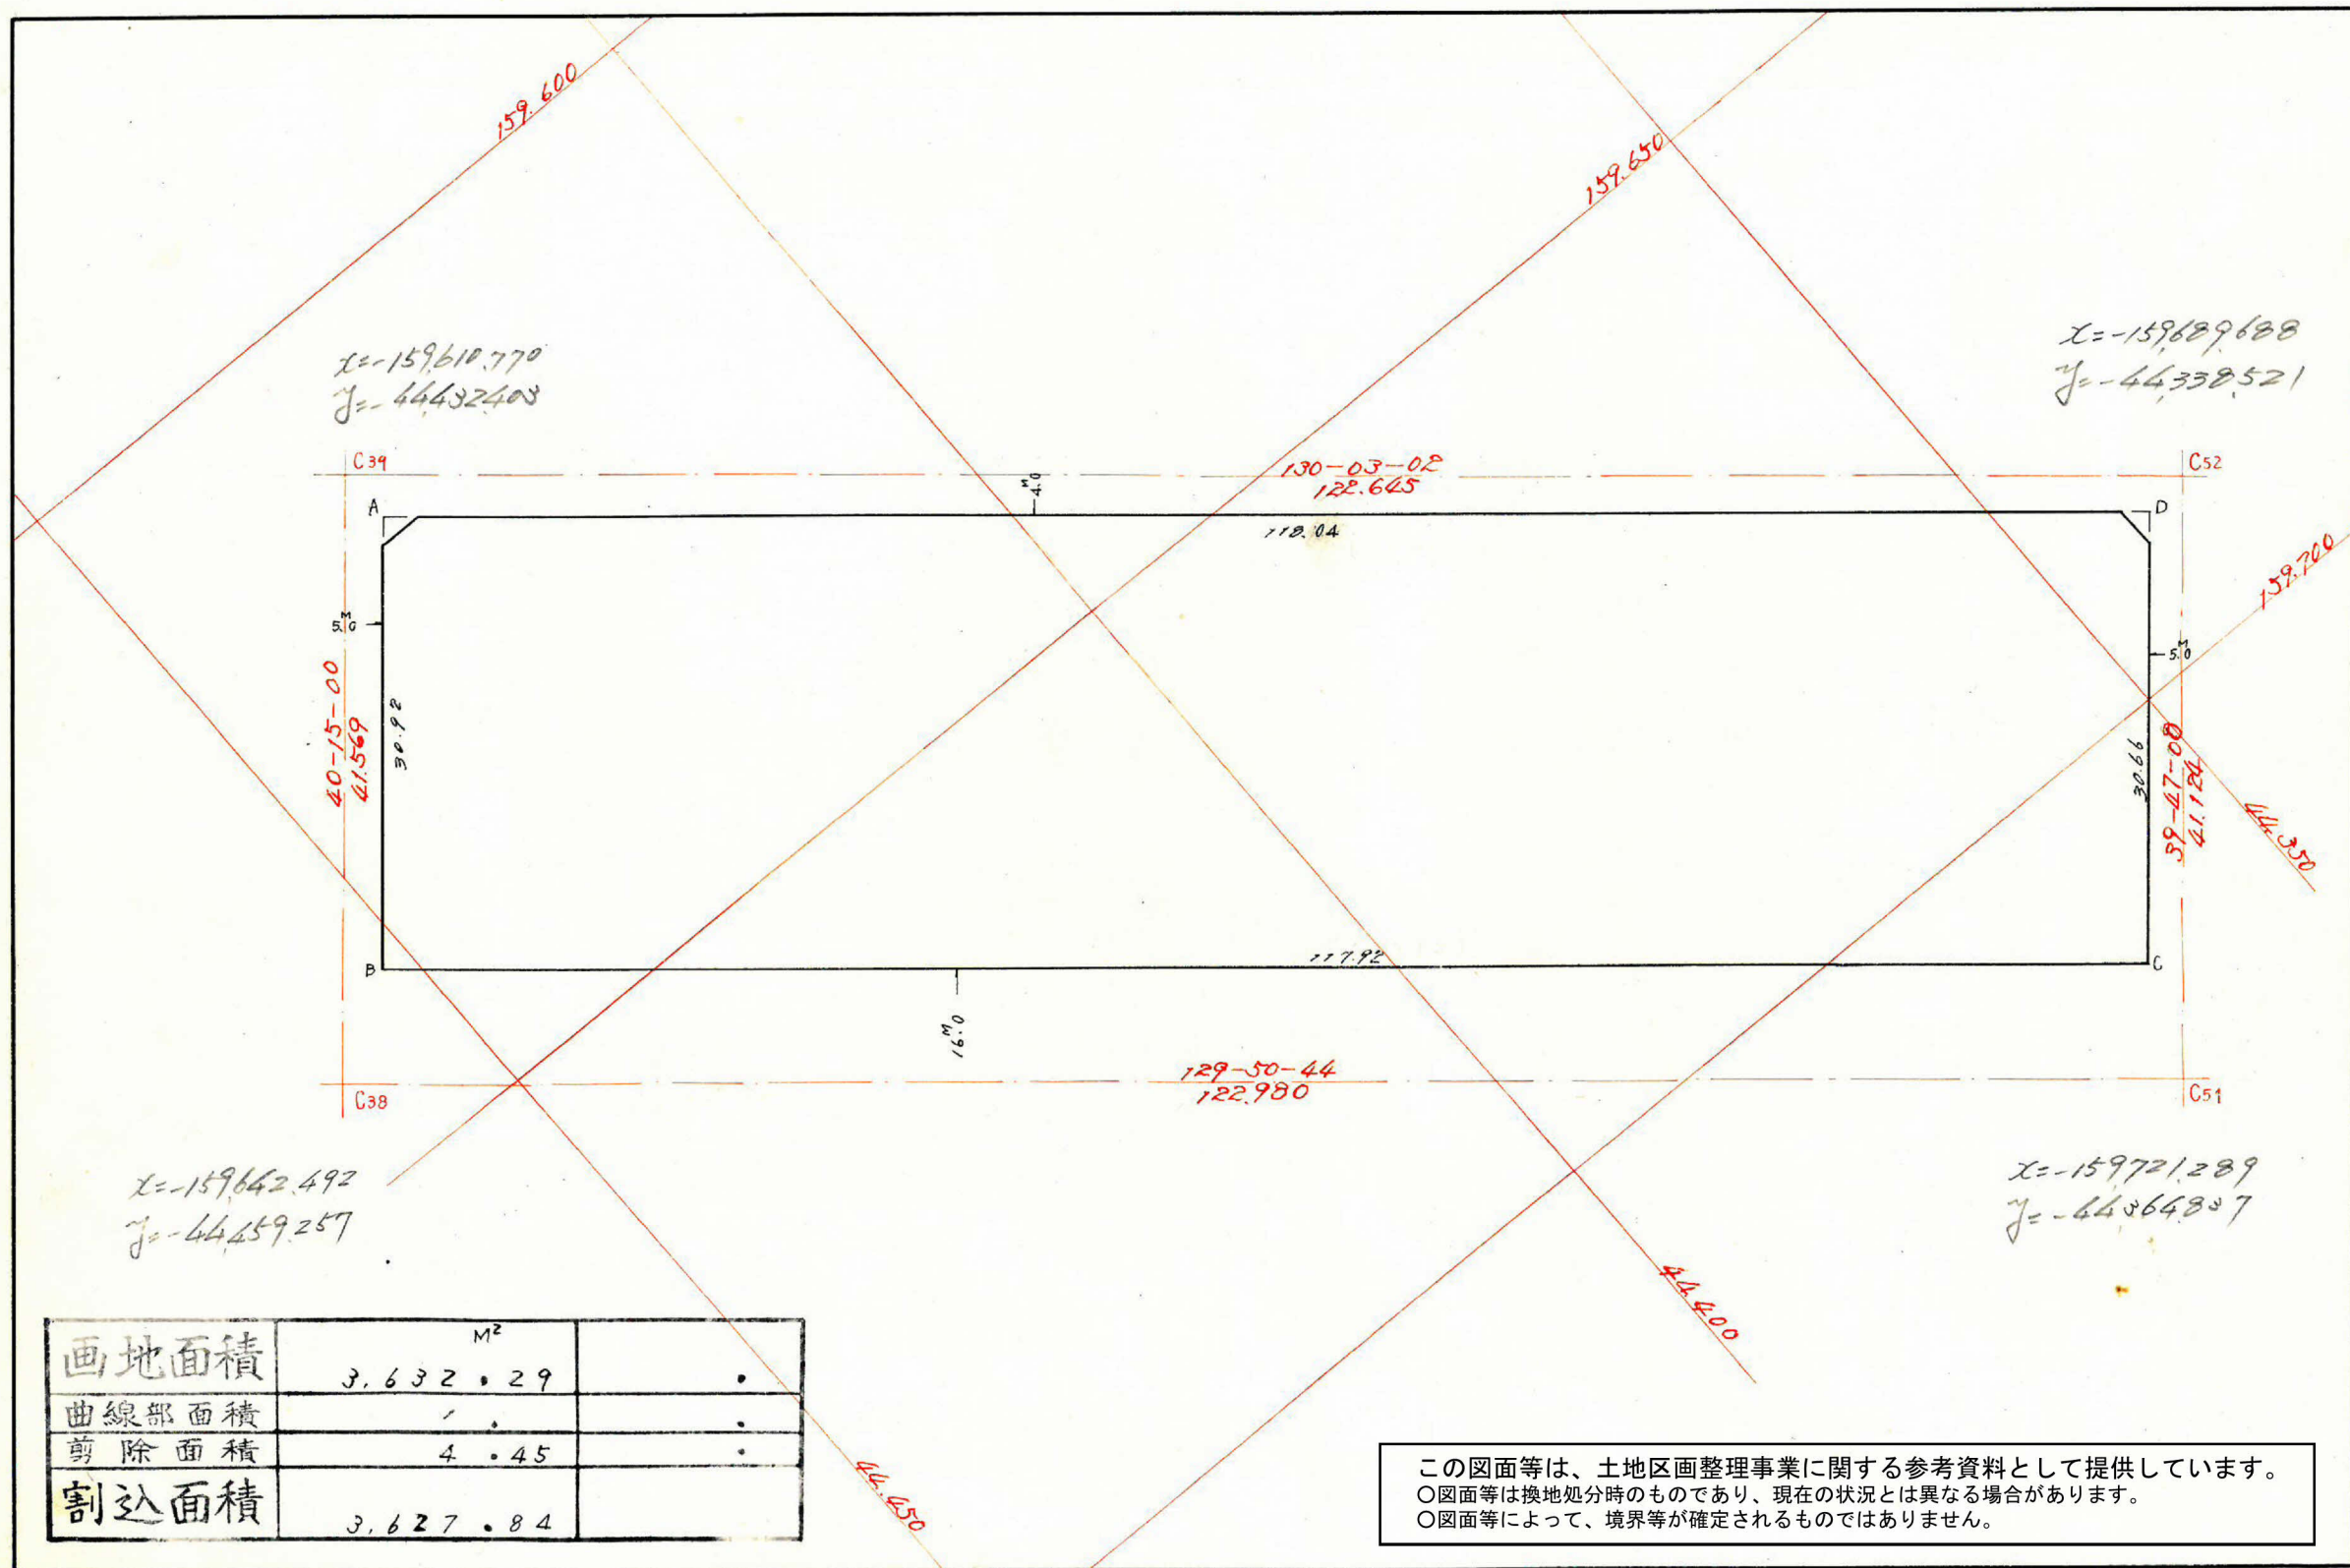 159.600
159.650
x=-159,610.770
y=-44,432.403
x=-159,689.688
y=-44,338.521
C39
130-03-02
122.645
C52
A
4.0M
D
118.04
159.700
5.0M
5.0M
40-15-00
41.569
30.92
30.66
39-47-08
41.124
44.350
B
117.92
C
16.0M
129-50-44
122.980
C38
C51
x=-159,642.492
y=-44,459.257
x=-159,721.289
y=-44,364.837
44.400
44.450
画地面積 M² 3,632.29
曲線部面積
剪除面積 4.45
割込面積 3,627.84
この図面等は、土地区画整理事業に関する参考資料として提供しています。
○図面等は換地処分時のものであり、現在の状況とは異なる場合があります。
○図面等によって、境界等が確定されるものではありません。